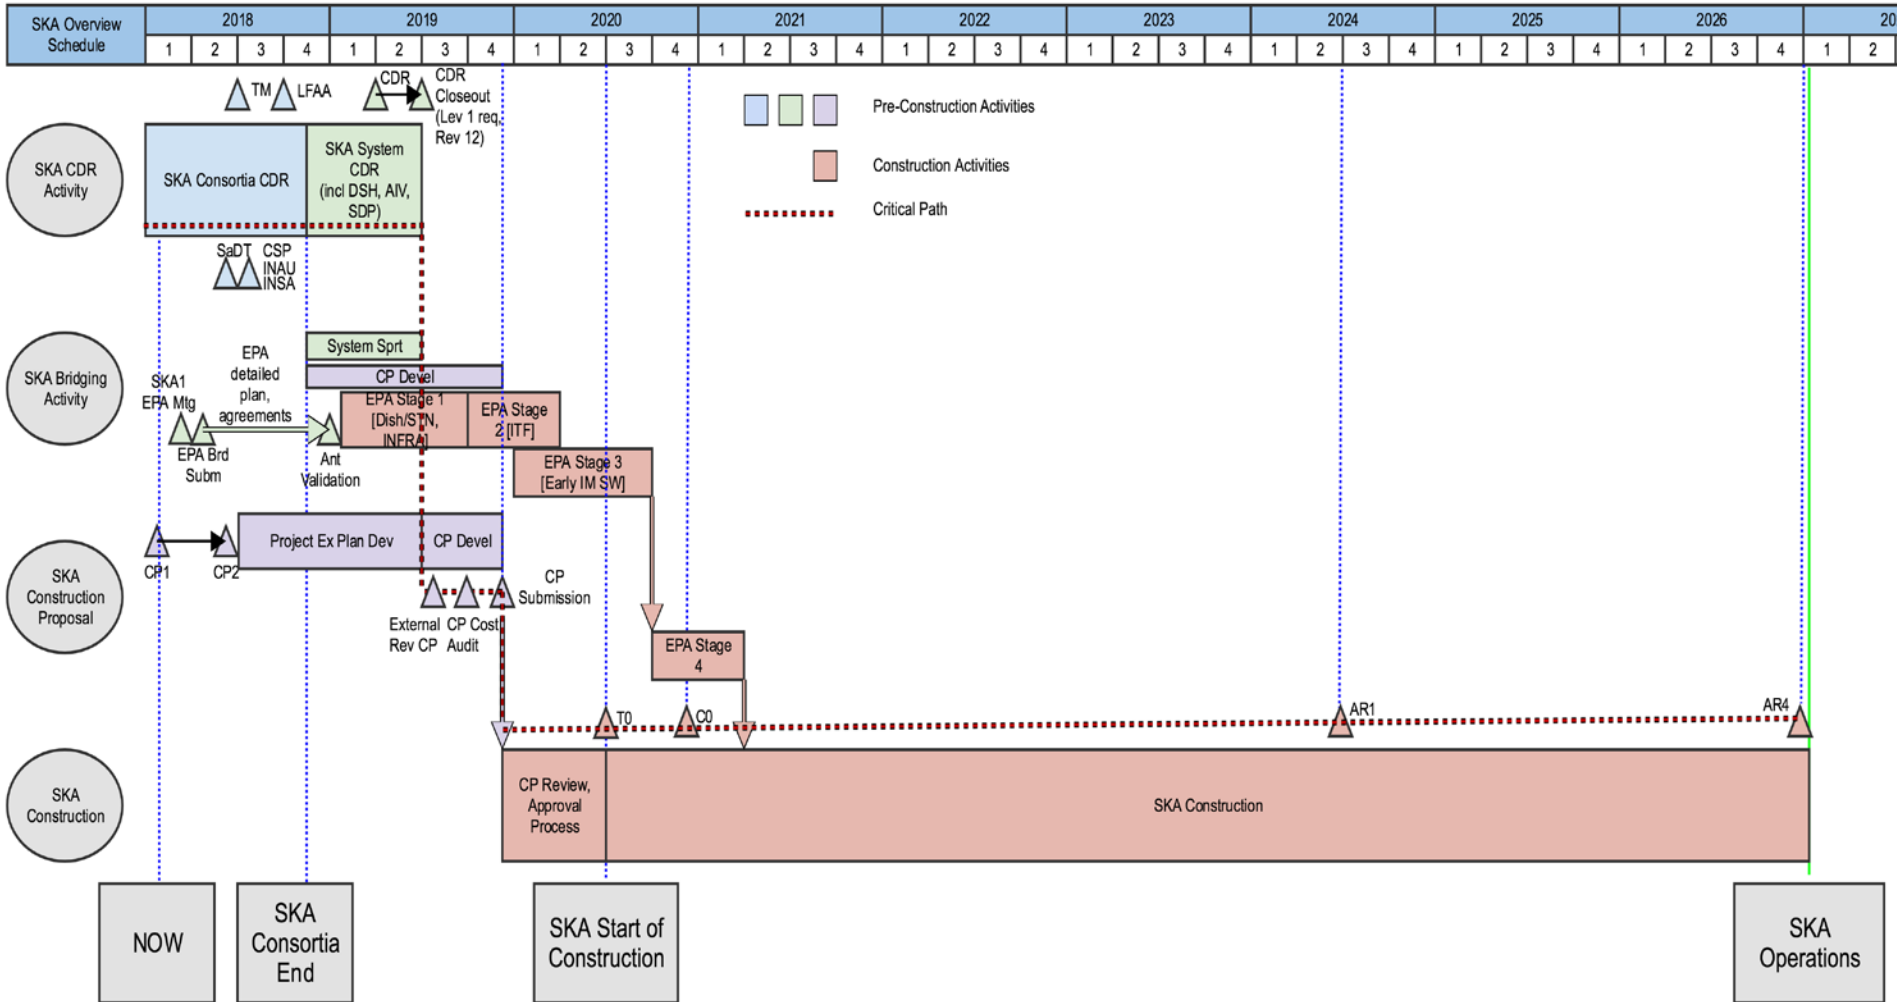 SKA Overview
Schedule
2018
2019
2020
2021
2022
2023
2024
2025
2026
20
1 2 3 4 1 2 3 4 1 2 3 4 1 2 3 4 1 2 3 4 1 2 3 4 1 2 3 4 1 2 3 4 1 2 3 4 1 2
TM
LFAA
CDR
CDR
Closeout
(Lev 1 req,
Rev 12)
Pre-Construction Activities
Construction Activities
Critical Path
SKA CDR
Activity
SKA Consortia CDR
SKA System
CDR
(incl DSH, AIV,
SDP)
SaDT
CSP
INAU
INSA
SKA Bridging
Activity
System Sprt
CP Devel
SKA1
EPA Mtg
EPA
detailed
plan,
agreements
EPA Brd
Subm
Ant
Validation
EPA Stage 1
[Dish/STN,
INFRA]
EPA Stage
2 [ITF]
EPA Stage 3
[Early IM SW]
SKA
Construction
Proposal
CP1
CP2
Project Ex Plan Dev
CP Devel
CP
Submission
External
Rev CP
CP Cost
Audit
EPA Stage
4
T0
C0
AR1
AR4
SKA
Construction
CP Review,
Approval
Process
SKA Construction
NOW
SKA
Consortia
End
SKA Start of
Construction
SKA
Operations